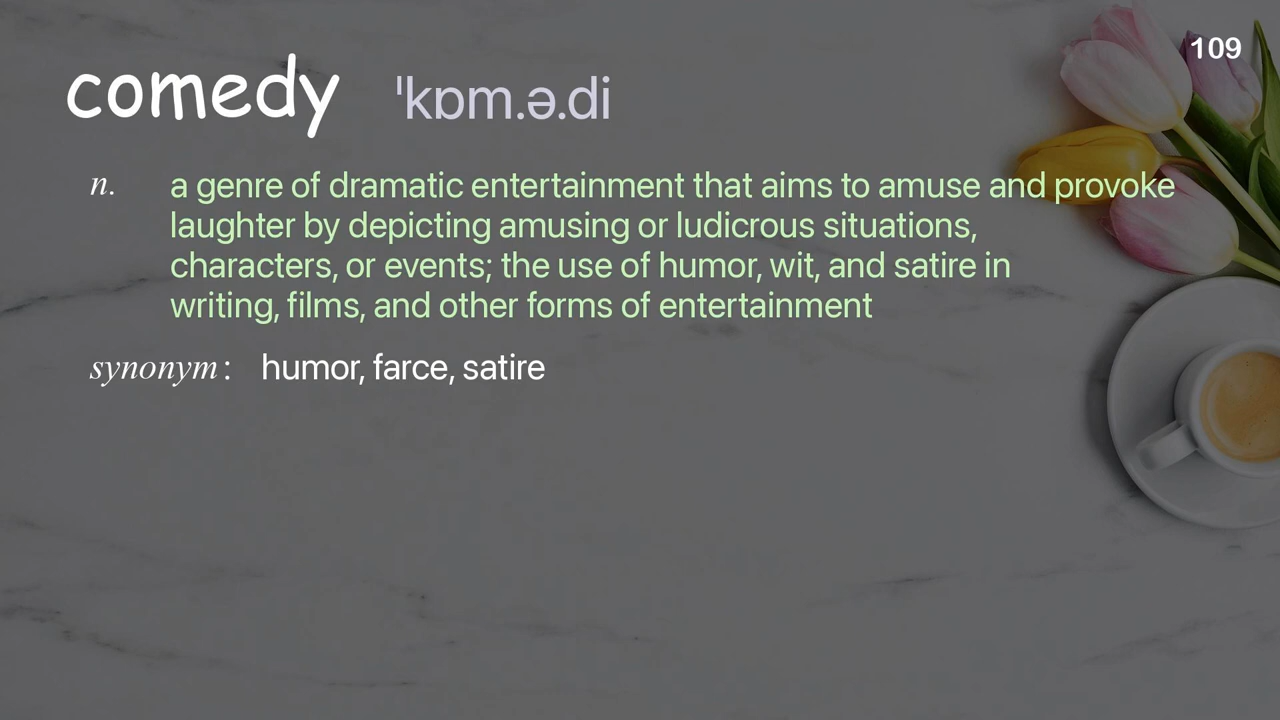 109
comedy ˈkɒm.ə.di
n. a genre of dramatic entertainment that aims to amuse and provoke
laughter by depicting amusing or ludicrous situations,
characters, or events; the use of humor, wit, and satire in
writing, films, and other forms of entertainment
synonym: humor, farce, satire